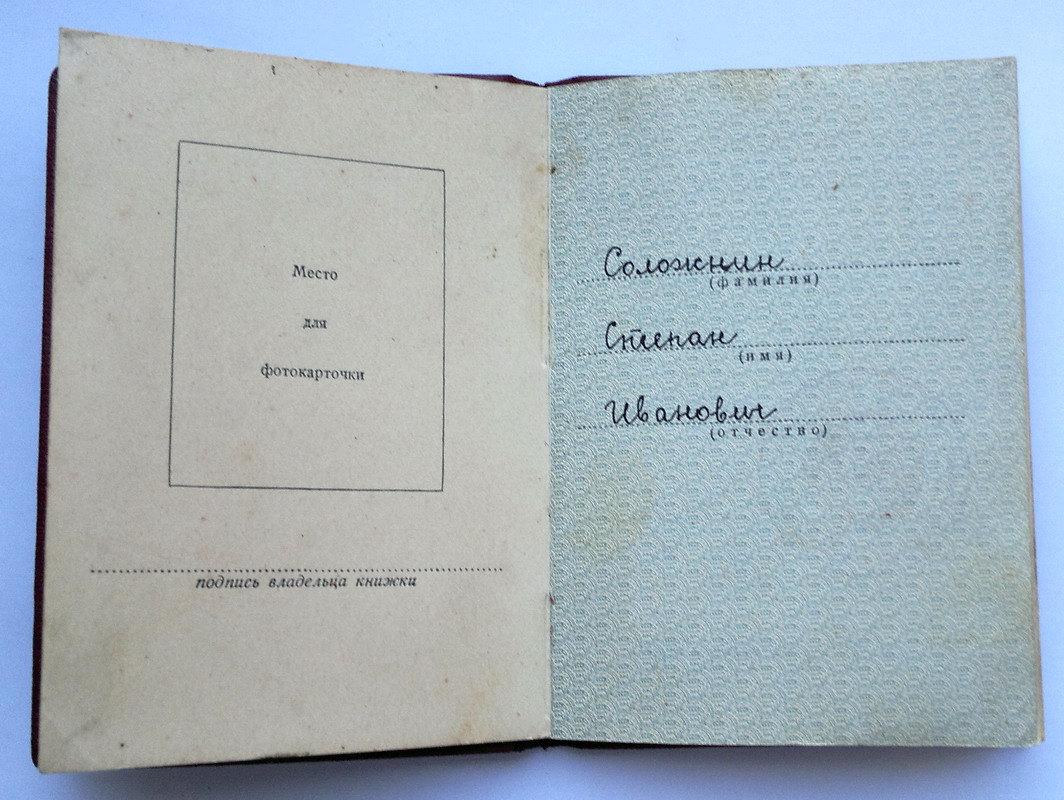 Место
для
фотокарточки
подпись владельца книжки
Соложнин
(фамилия)
Степан
(имя)
Иванович
(отчество)